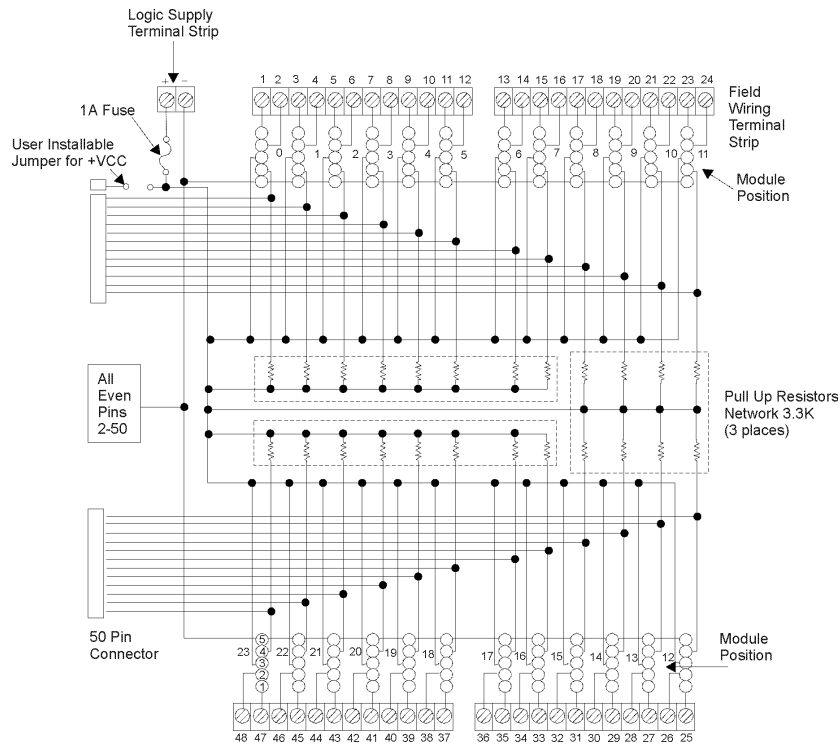 Logic Supply
Terminal Strip
+ -
1 2 3 4 5 6 7 8 9 10 11 12
13 14 15 16 17 18 19 20 21 22 23 24
1A Fuse
Field
Wiring
Terminal
Strip
User Installable
Jumper for +VCC
0 1 2 3 4 5 6 7 8 9 10 11
Module
Position
All
Even
Pins
2-50
Pull Up Resistors
Network 3.3K
(3 places)
50 Pin
Connector
Module
Position
23 22 21 20 19 18 17 16 15 14 13 12
5
4
3
2
1
48 47 46 45 44 43 42 41 40 39 38 37
36 35 34 33 32 31 30 29 28 27 26 25